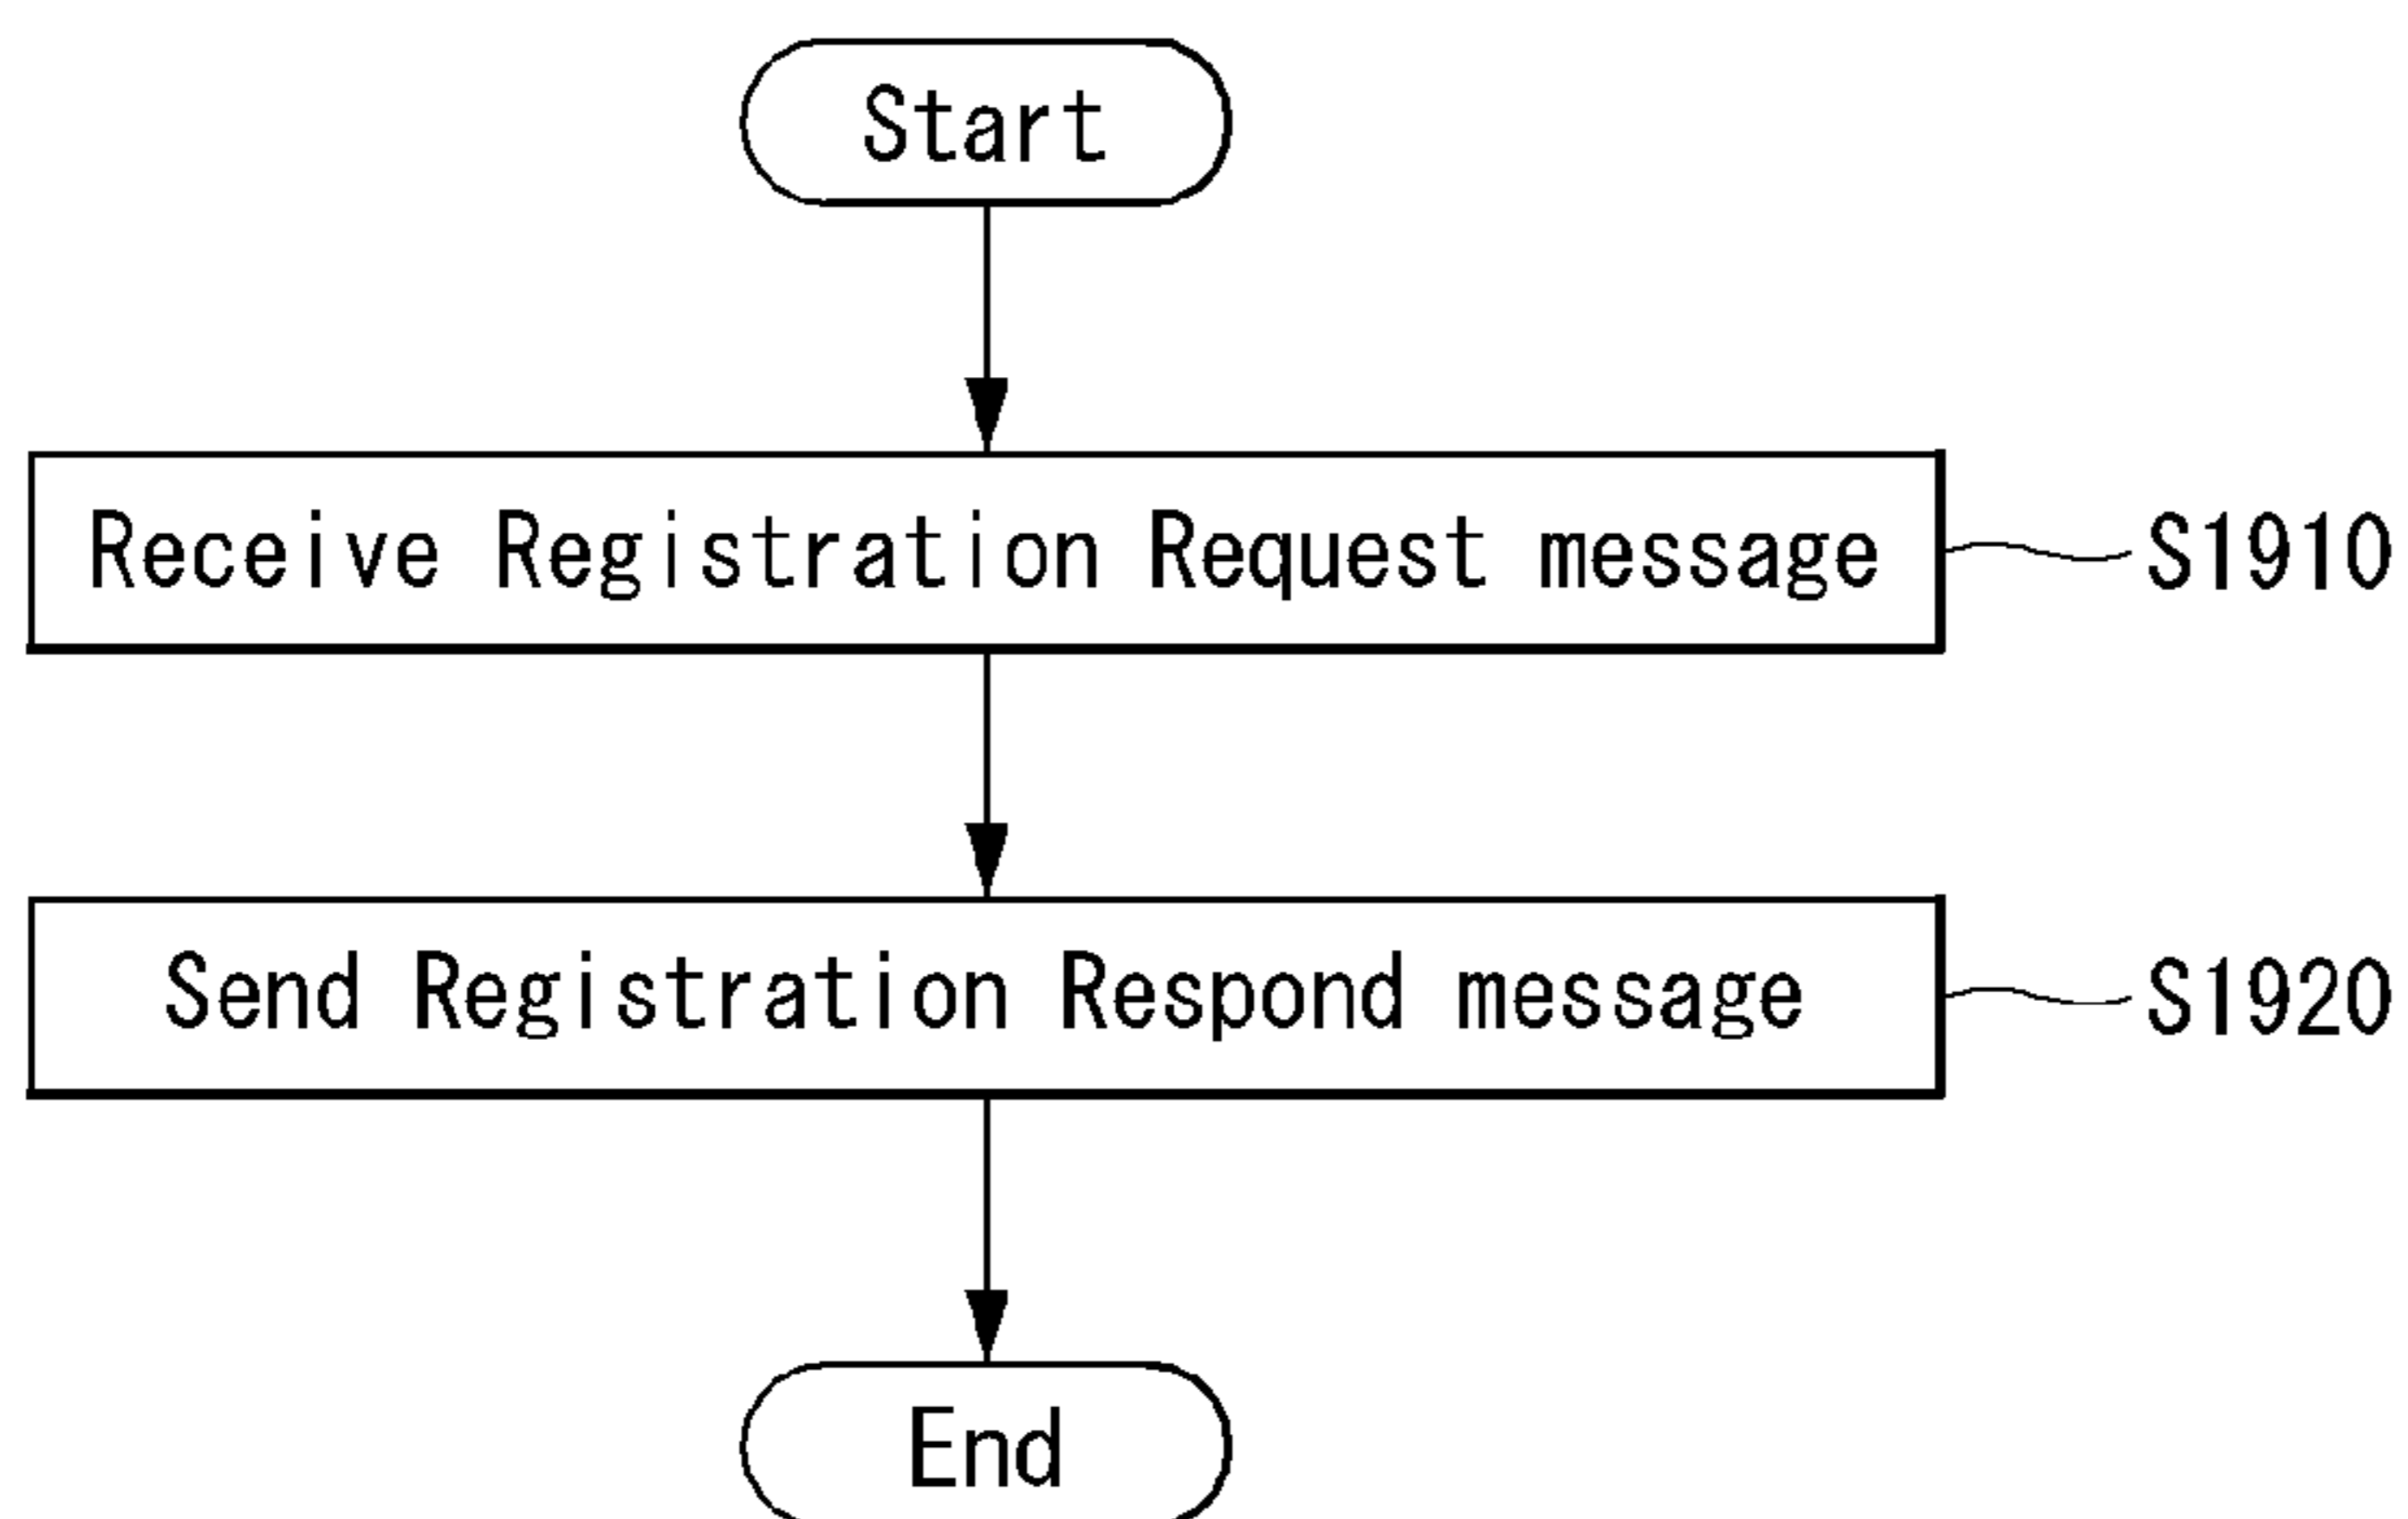 Start
Receive Registration Request message
S1910
Send Registration Respond message
S1920
End